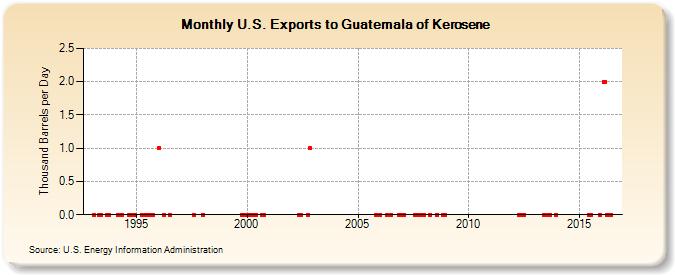 Monthly U.S. Exports to Guatemala of Kerosene
Thousand Barrels per Day
2.5
2.0
1.5
1.0
0.5
0.0
1995 2000 2005 2010 2015
Source: U.S. Energy Information Administration